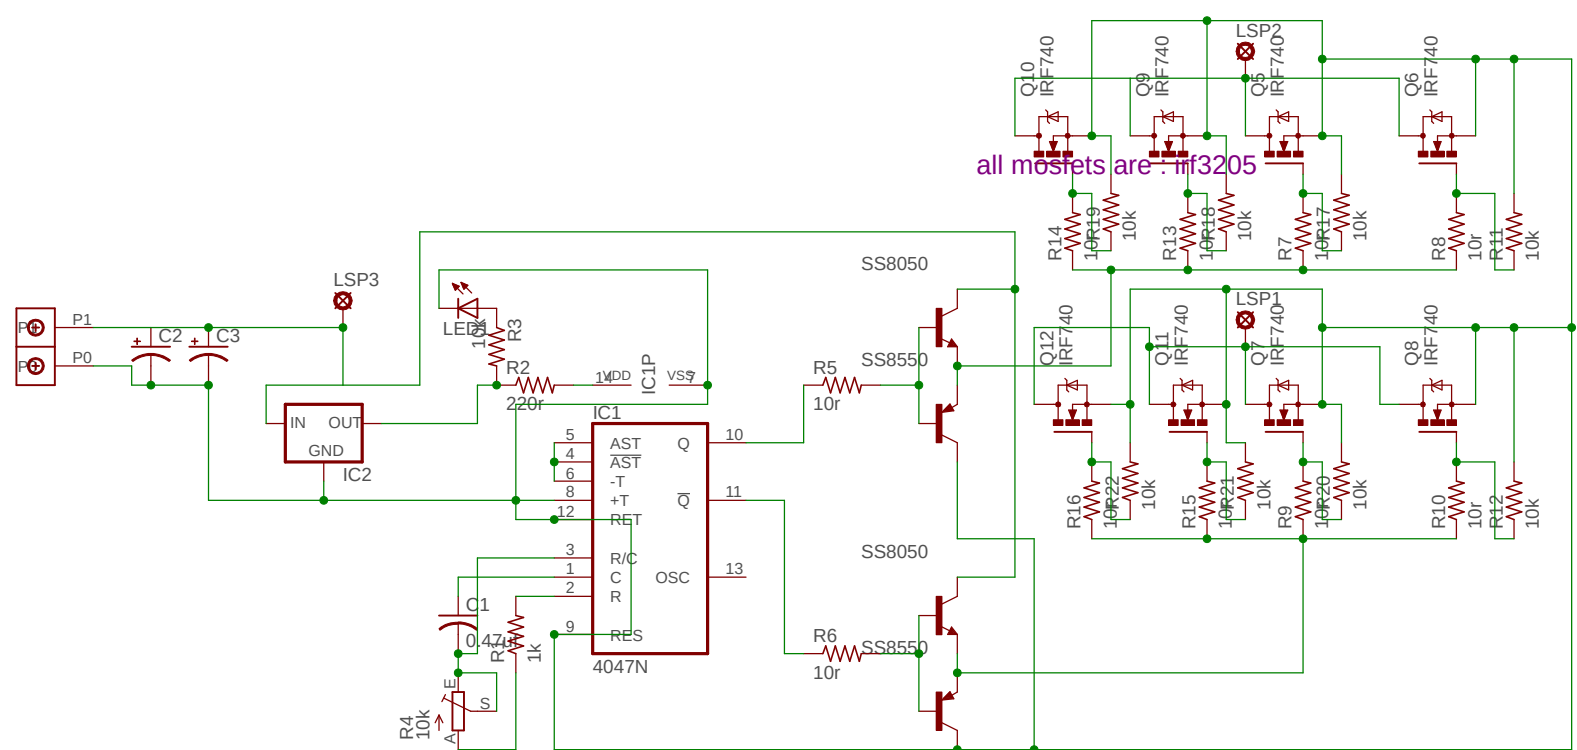 LSP2
Q10
IRF740
Q9
IRF740
Q5
IRF740
Q6
IRF740
all mosfets are : irf3205
R14
10r
R19
10k
R13
10r
R18
10k
R7
10r
R17
10k
R8
10r
R11
10k
SS8050
LSP3
P1
P0
C2
C3
LED1
10k
R3
R2
220r
14
VDD
IC1P
VSS
7
SS8550
R5
10r
LSP1
Q12
IRF740
Q11
IRF740
Q7
IRF740
Q8
IRF740
IN
OUT
GND
IC2
IC1
5
AST
4
AST
6
-T
8
+T
12
RET
3
R/C
1
C
2
R
9
RES
Q
10
Q
11
OSC
13
4047N
R16
10r
R22
10k
R15
10r
R21
10k
R9
10r
R20
10k
R10
10r
R12
10k
SS8050
C1
0.47uf
R1
1k
R6
10r
SS8550
E
S
A
R4
10k